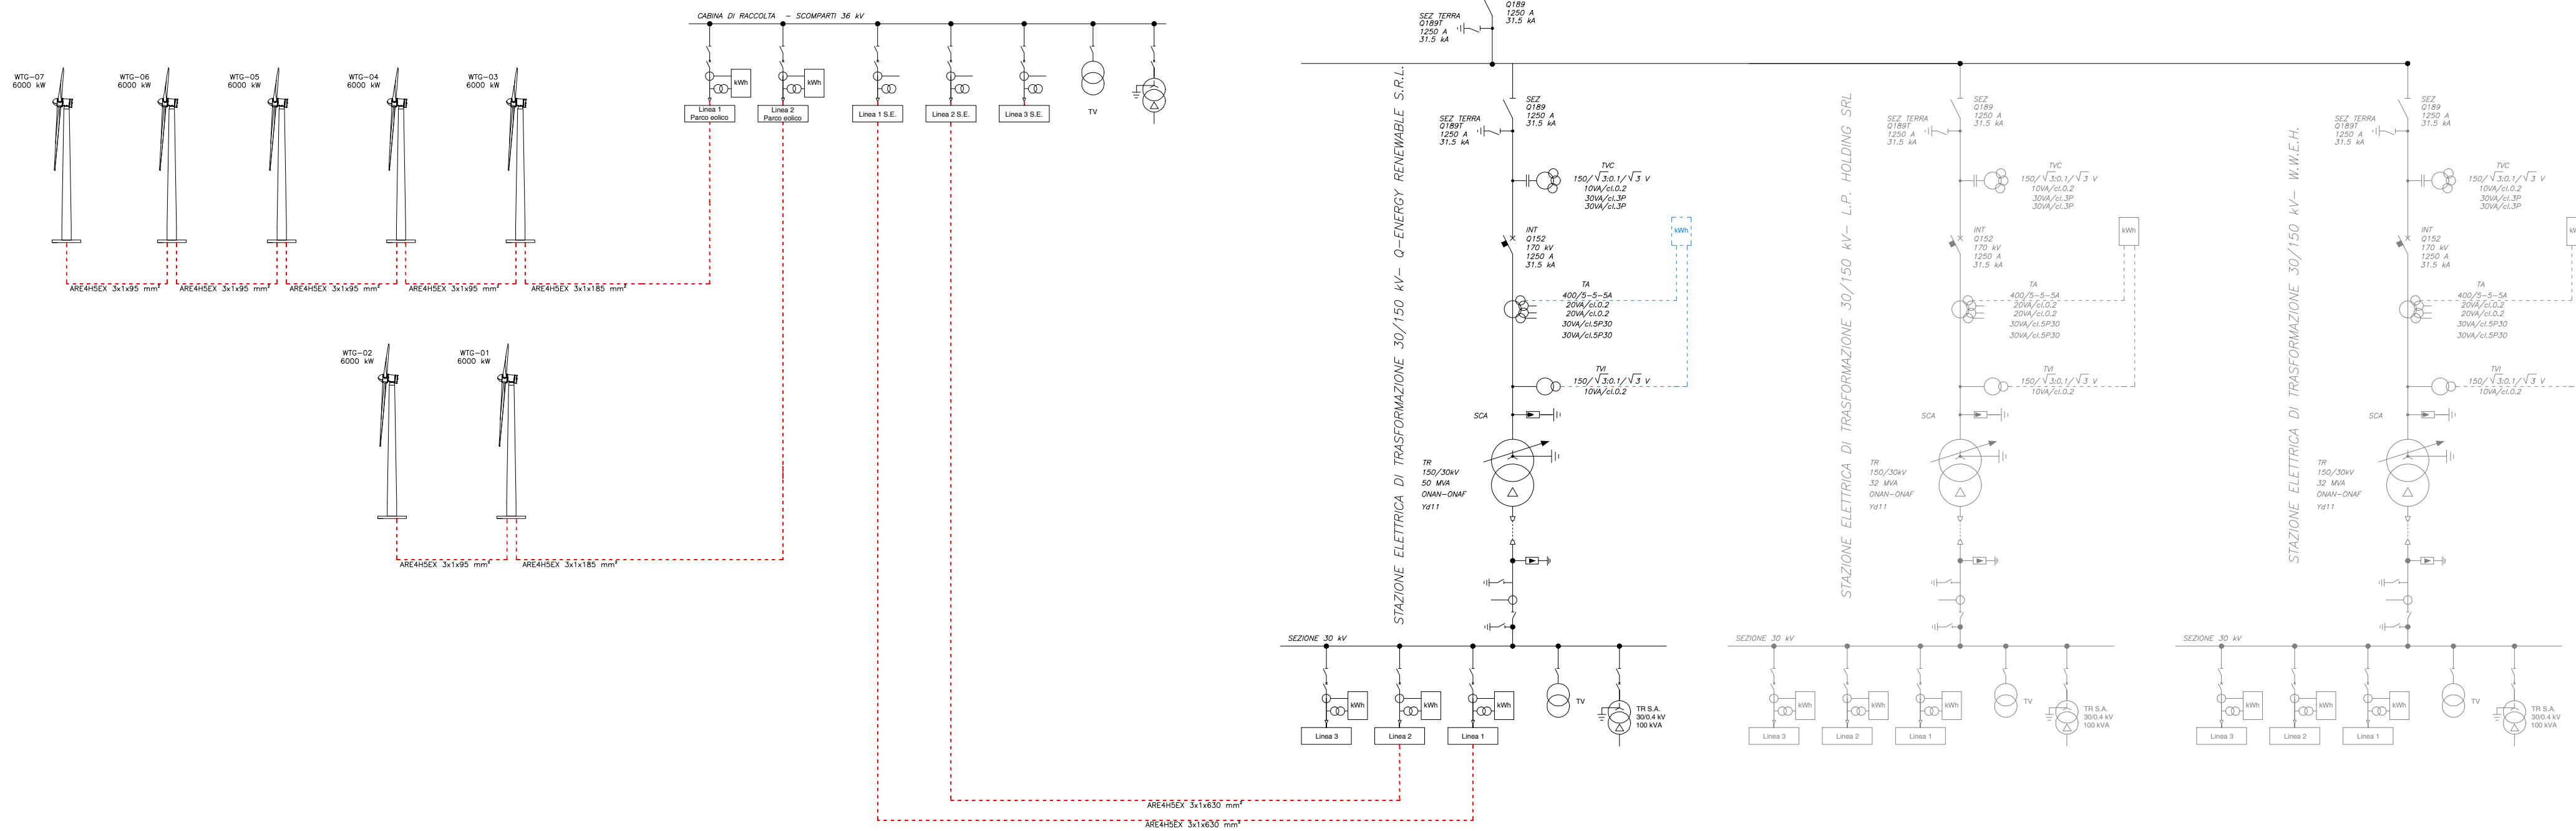 CABINA DI RACCOLTA  - SCOMPARTI 36 kV
WTG-07
6000 kW
WTG-06
6000 kW
WTG-05
6000 kW
WTG-04
6000 kW
WTG-03
6000 kW
kWh
kWh
Linea 1
Parco eolico
Linea 2
Parco eolico
Linea 1 S.E.
Linea 2 S.E.
Linea 3 S.E.
TV
ARE4H5EX 3x1x95 mm²
ARE4H5EX 3x1x95 mm²
ARE4H5EX 3x1x95 mm²
ARE4H5EX 3x1x95 mm²
ARE4H5EX 3x1x185 mm²
WTG-02
6000 kW
WTG-01
6000 kW
ARE4H5EX 3x1x95 mm²
ARE4H5EX 3x1x185 mm²
ARE4H5EX 3x1x630 mm²
ARE4H5EX 3x1x630 mm²
Q189
1250 A
31.5 kA
SEZ TERRA
Q189T
1250 A
31.5 kA
STAZIONE ELETTRICA DI TRASFORMAZIONE 30/150 kV- Q-ENERGY RENEWABLE S.R.L.
SEZ
Q189
1250 A
31.5 kA
SEZ TERRA
Q189T
1250 A
31.5 kA
TVC
150/√3:0.1/√3 V
10VA/cl.0.2
30VA/cl.3P
30VA/cl.3P
kWh
INT
Q152
170 kV
1250 A
31.5 kA
TA
400/5-5-5A
20VA/cl.0.2
20VA/cl.0.2
30VA/cl.5P30
30VA/cl.5P30
TVI
150/√3:0.1/√3 V
10VA/cl.0.2
SCA
TR
150/30kV
50 MVA
ONAN-ONAF
Yd11
SEZIONE 30 kV
kWh
kWh
kWh
TV
TR S.A.
30/0.4 kV
100 kVA
Linea 3
Linea 2
Linea 1
STAZIONE ELETTRICA DI TRASFORMAZIONE 30/150 kV- L.P. HOLDING SRL
SEZ
Q189
1250 A
31.5 kA
SEZ TERRA
Q189T
1250 A
31.5 kA
TVC
150/√3:0.1/√3 V
10VA/cl.0.2
30VA/cl.3P
30VA/cl.3P
kWh
INT
Q152
170 kV
1250 A
31.5 kA
TA
400/5-5-5A
20VA/cl.0.2
20VA/cl.0.2
30VA/cl.5P30
30VA/cl.5P30
TVI
150/√3:0.1/√3 V
10VA/cl.0.2
SCA
TR
150/30kV
32 MVA
ONAN-ONAF
Yd11
SEZIONE 30 kV
kWh
kWh
kWh
TV
TR S.A.
30/0.4 kV
100 kVA
Linea 3
Linea 2
Linea 1
STAZIONE ELETTRICA DI TRASFORMAZIONE 30/150 kV- W.W.E.H.
SEZ
Q189
1250 A
31.5 kA
SEZ TERRA
Q189T
1250 A
31.5 kA
TVC
150/√3:0.1/√3 V
10VA/cl.0.2
30VA/cl.3P
30VA/cl.3P
INT
Q152
170 kV
1250 A
31.5 kA
TA
400/5-5-5A
20VA/cl.0.2
20VA/cl.0.2
30VA/cl.5P30
30VA/cl.5P30
TVI
150/√3:0.1/√3 V
10VA/cl.0.2
SCA
TR
150/30kV
32 MVA
ONAN-ONAF
Yd11
SEZIONE 30 kV
kWh
kWh
kWh
TV
TR S.A.
30/0.4 kV
100 kVA
Linea 3
Linea 2
Linea 1